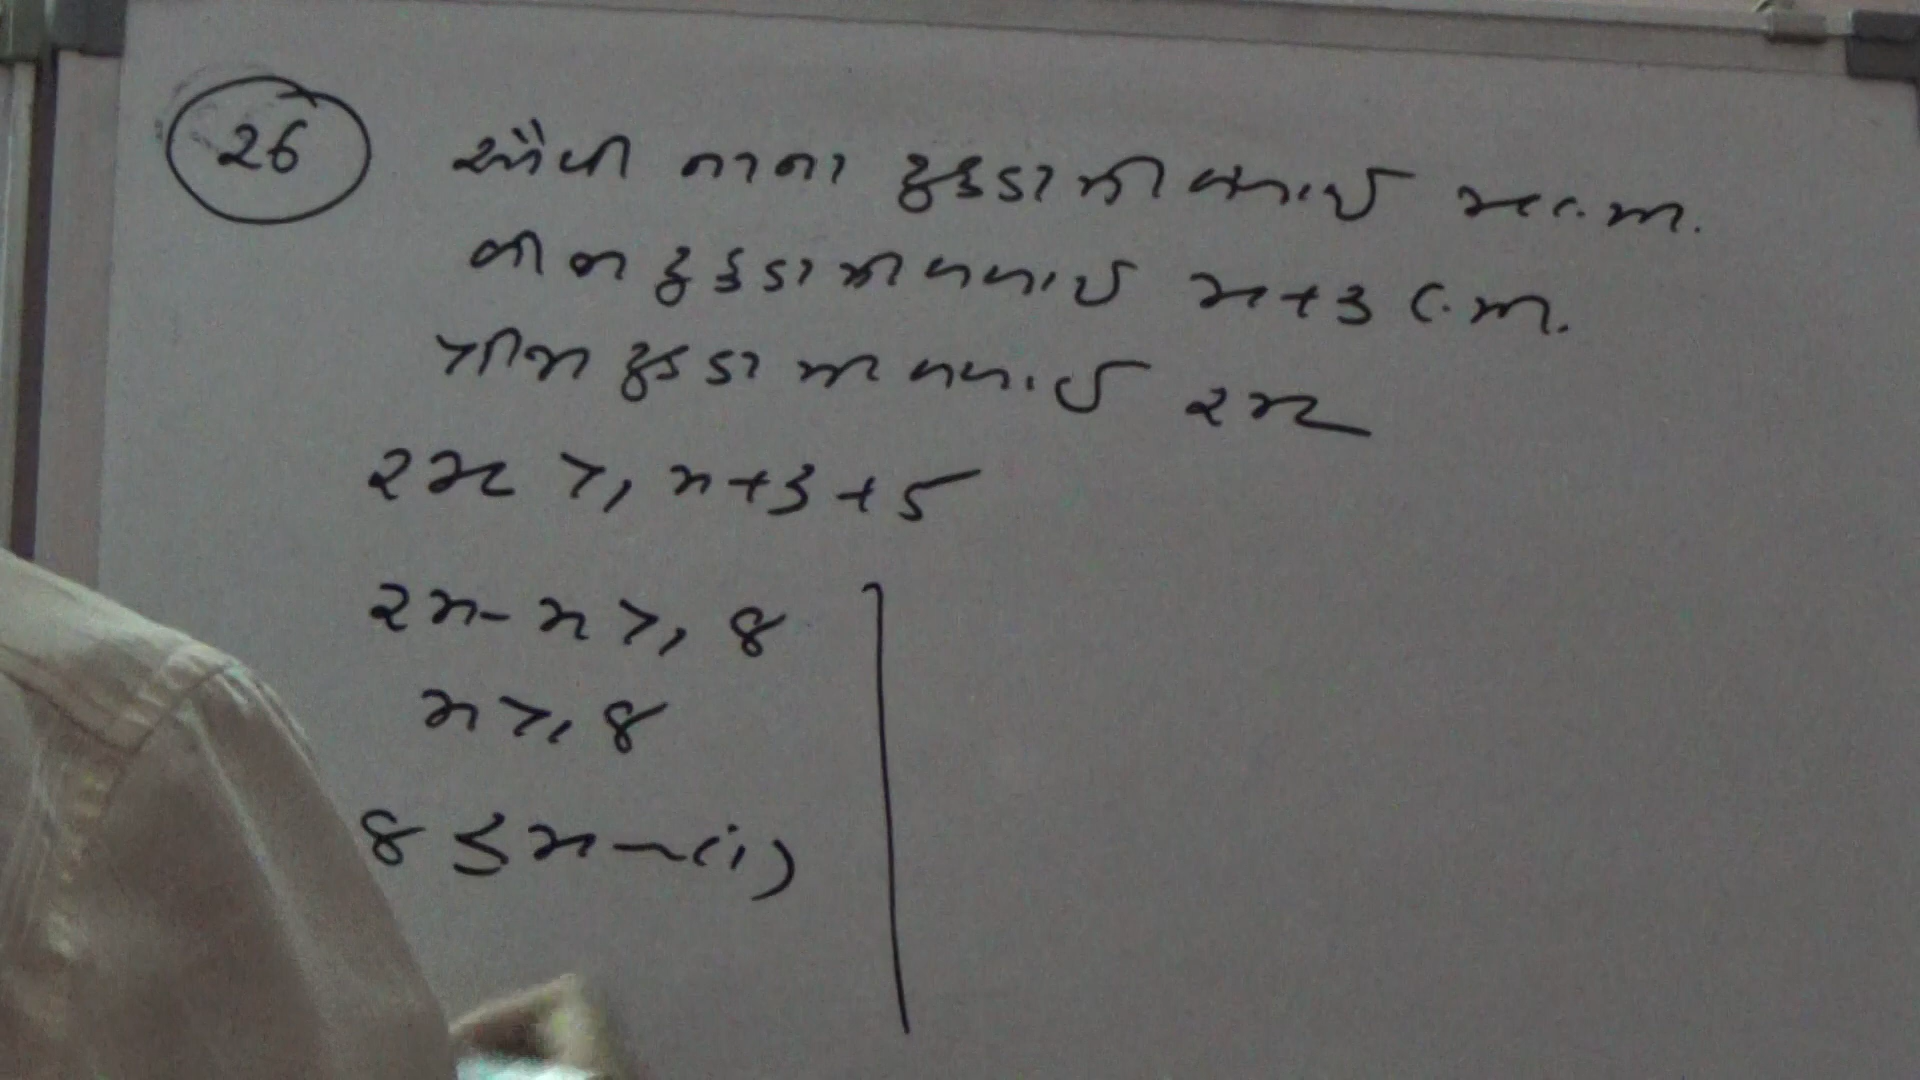 26
સૌથી નાના ટુકડાની લંબાઈ x c.m.
બીજા ટુકડાની લંબાઈ x+3 c.m.
ત્રીજા ટુકડાની લંબાઈ 2x
2x ≥ x+3+5
2x-x ≥ 8
x ≥ 8
8 ≤ x —(i)